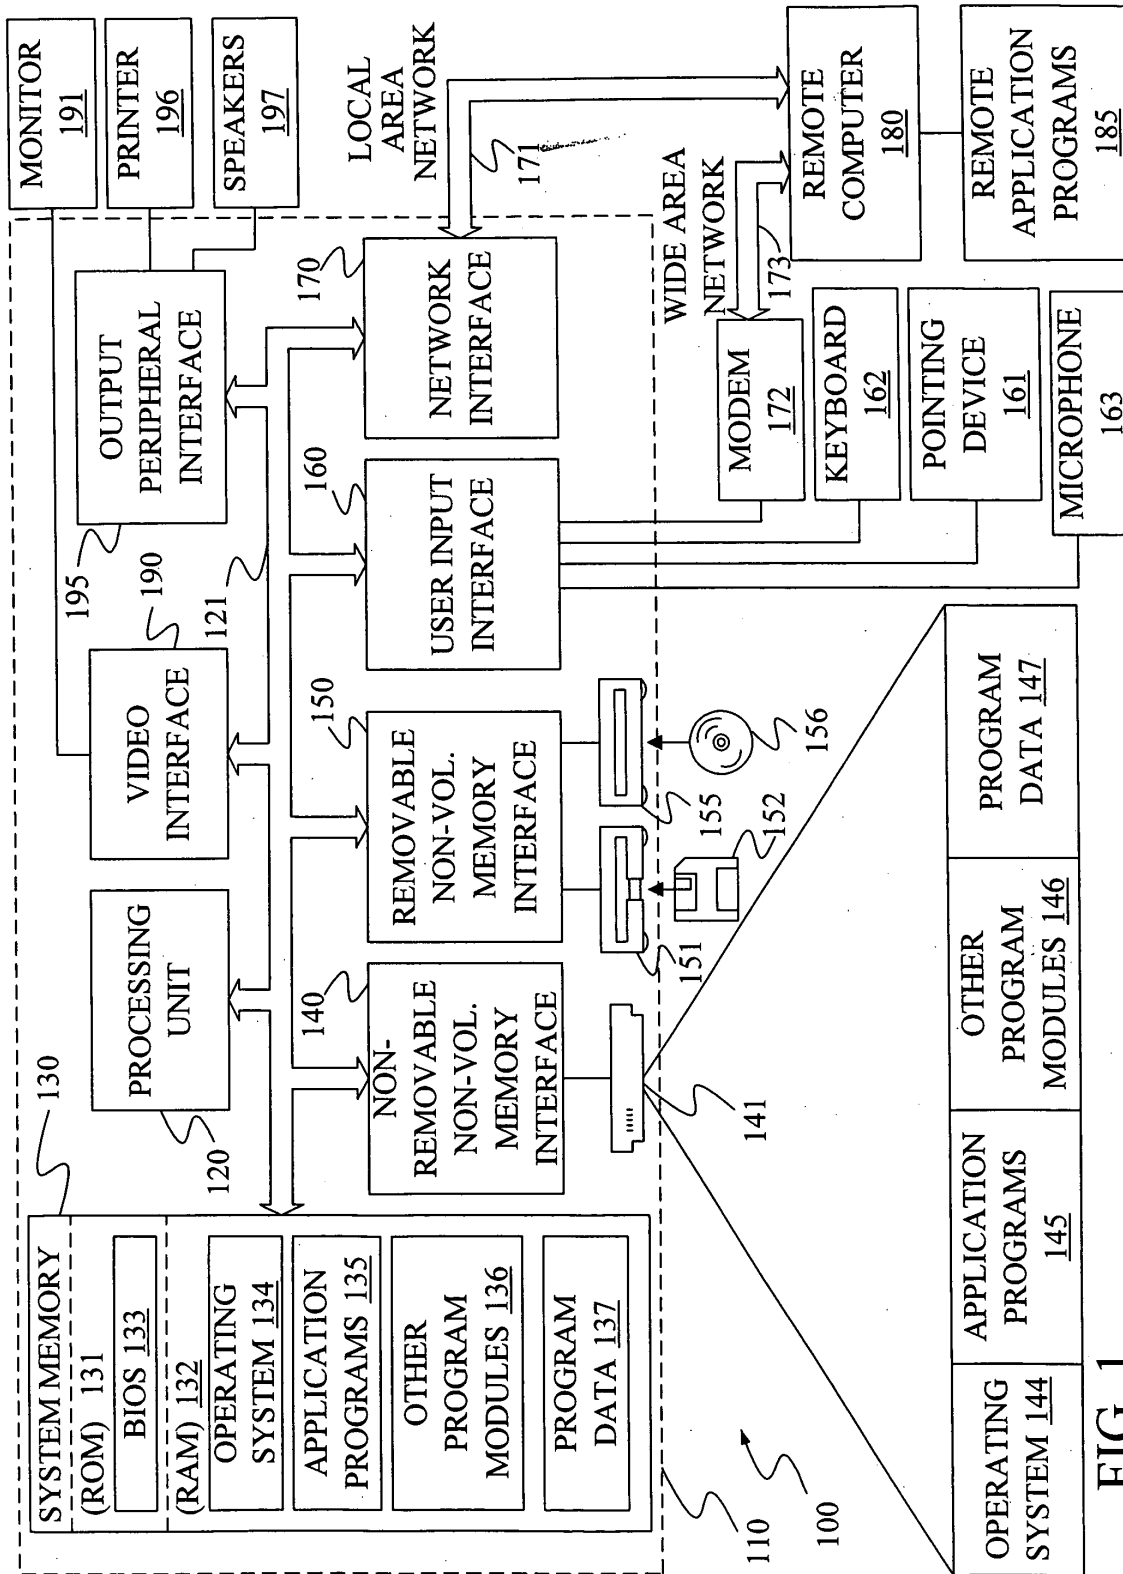 SYSTEM MEMORY
(ROM) 131
BIOS 133
(RAM) 132
OPERATING
SYSTEM 134
APPLICATION
PROGRAMS 135
OTHER
PROGRAM
MODULES 136
PROGRAM
DATA 137
130
PROCESSING
UNIT
120
VIDEO
INTERFACE
190
OUTPUT
PERIPHERAL
INTERFACE
195
121
MONITOR
191
PRINTER
196
SPEAKERS
197
NON-
REMOVABLE
NON-VOL.
MEMORY
INTERFACE
140
REMOVABLE
NON-VOL.
MEMORY
INTERFACE
150
USER INPUT
INTERFACE
160
NETWORK
INTERFACE
170
LOCAL
AREA
NETWORK
171
141
151
152
155
156
WIDE AREA
NETWORK
173
MODEM
172
KEYBOARD
162
POINTING
DEVICE
161
MICROPHONE
163
REMOTE
COMPUTER
180
REMOTE
APPLICATION
PROGRAMS
185
110
100
OPERATING
SYSTEM 144
APPLICATION
PROGRAMS
145
OTHER
PROGRAM
MODULES 146
PROGRAM
DATA 147
FIG. 1